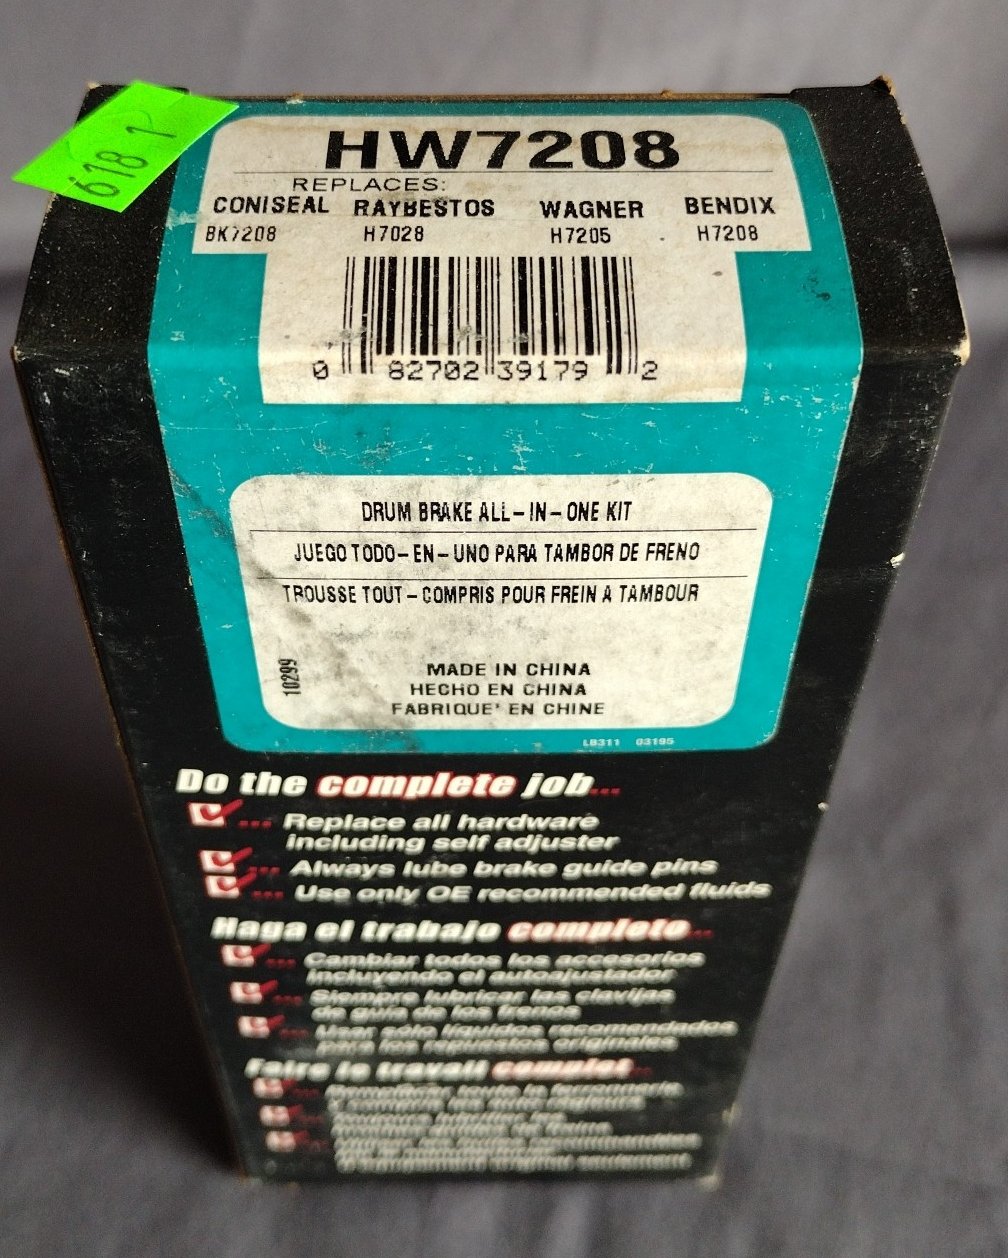 618 1
HW7208
REPLACES:
CONISEAL RAYBESTOS WAGNER BENDIX
BK7208 H7028 H7205 H7208
0 82702 39179 2
DRUM BRAKE ALL-IN-ONE KIT
JUEGO TODO-EN-UNO PARA TAMBOR DE FRENO
TROUSSE TOUT-COMPRIS POUR FREIN A TAMBOUR
10299
MADE IN CHINA
HECHO EN CHINA
FABRIQUE' EN CHINE
LB311 03195
Do the complete job...
... Replace all hardware
including self adjuster
... Always lube brake guide pins
... Use only OE recommended fluids
Haga el trabajo completo...
... Cambiar todos los accesorios
incluyendo el autoajustador
... Siempre lubricar las clavijas
de guía de los frenos
... Usar sólo líquidos recomendados
para los repuestos originales
Faire le travail complet...